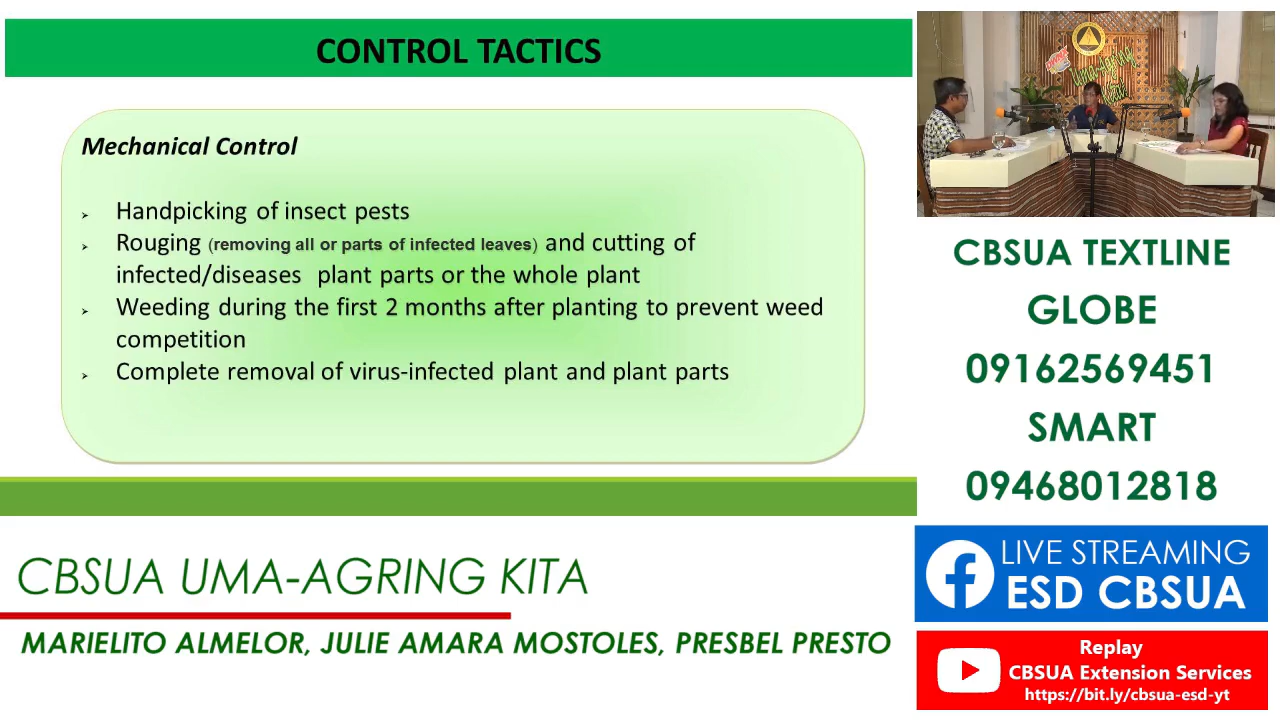 CONTROL TACTICS
Mechanical Control
Handpicking of insect pests
Rouging (removing all or parts of infected leaves) and cutting of
infected/diseases plant parts or the whole plant
Weeding during the first 2 months after planting to prevent weed
competition
Complete removal of virus-infected plant and plant parts
Uma-Agring
Kita
CBSUA TEXTLINE
GLOBE
09162569451
SMART
09468012818
LIVE STREAMING
ESD CBSUA
Replay
CBSUA Extension Services
https://bit.ly/cbsua-esd-yt
CBSUA UMA-AGRING KITA
MARIELITO ALMELOR, JULIE AMARA MOSTOLES, PRESBEL PRESTO